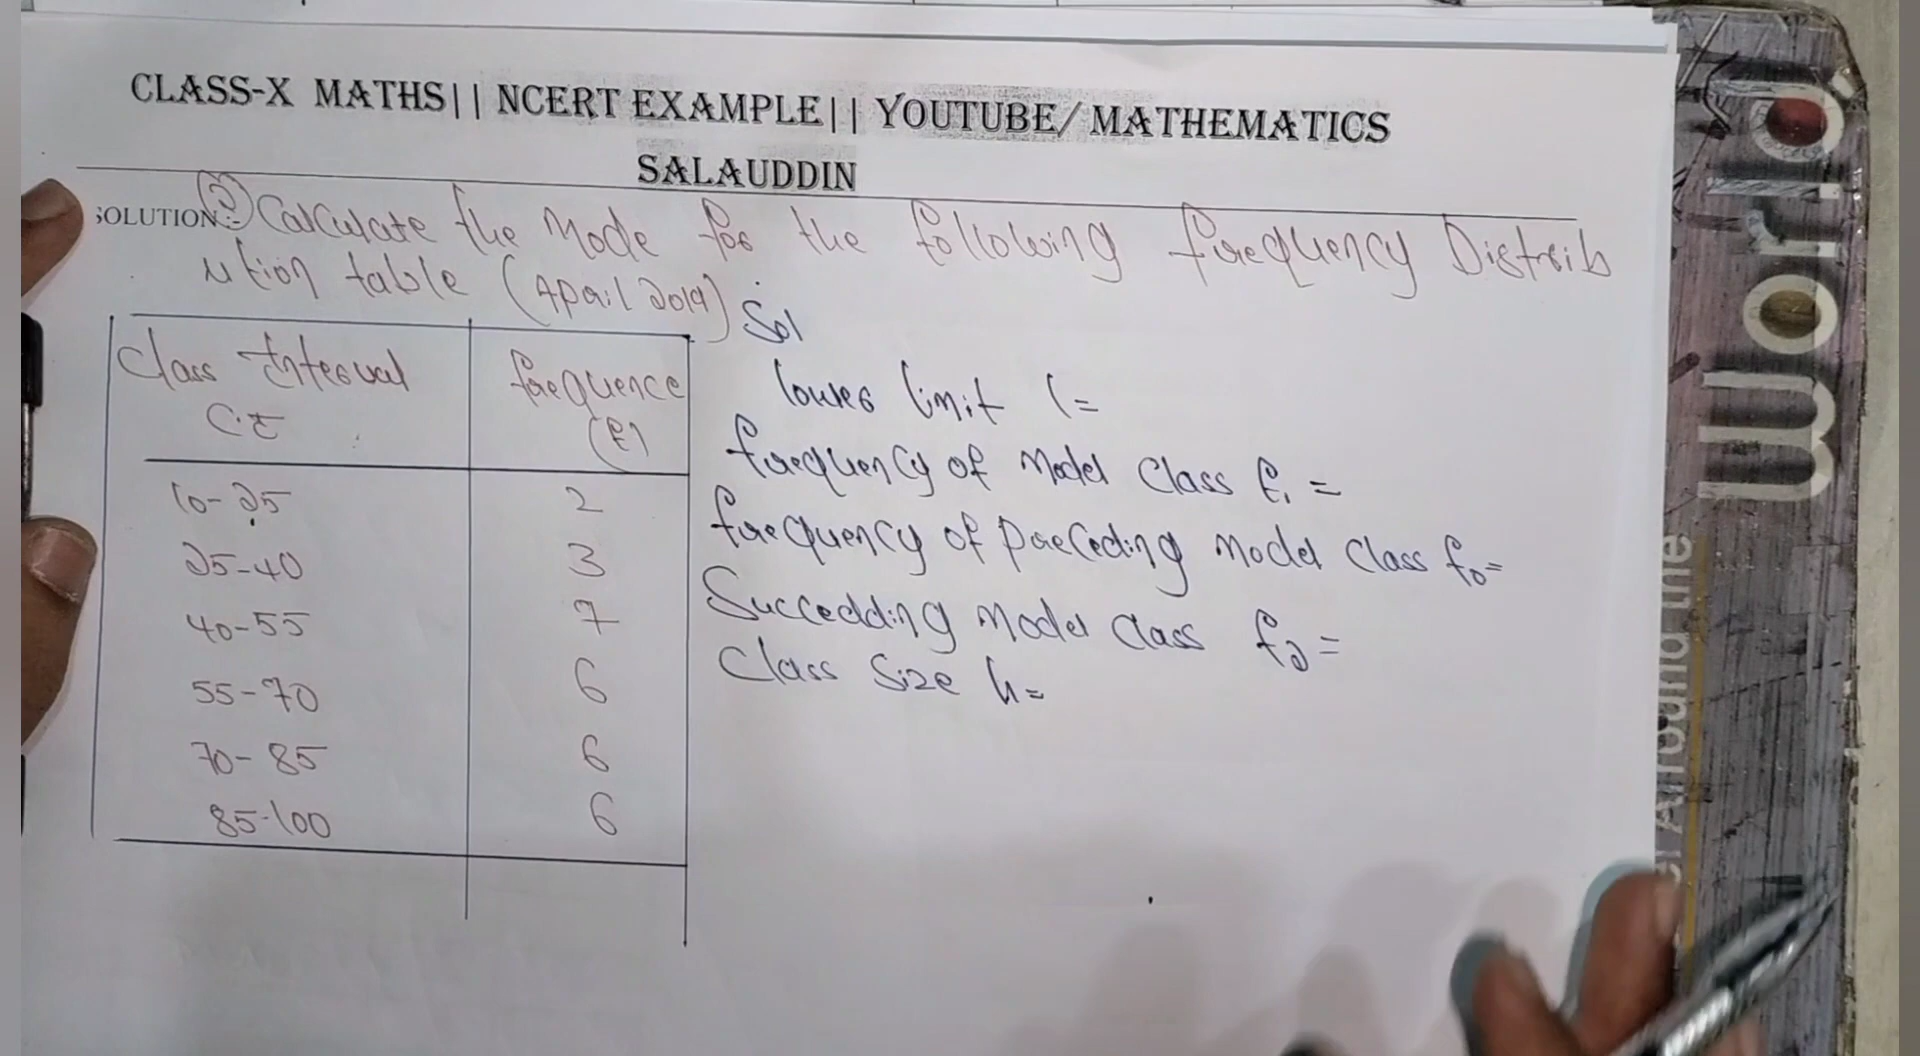 CLASS-X MATHS|| NCERT EXAMPLE|| YOUTUBE/ MATHEMATICS
SALAUDDIN
SOLUTION:-
② Calculate the Mode for the following frequency Distrib
ution table (April 2019)
Class Interval
C.I
frequence
(f)
10-25 2
25-40 3
40-55 7
55-70 6
70-85 6
85-100 6
Sol
lower limit l=
frequency of Model Class f1 =
frequency of preceding Model Class f0=
Succedding Model Class f2 =
Class Size h=
World
Around the